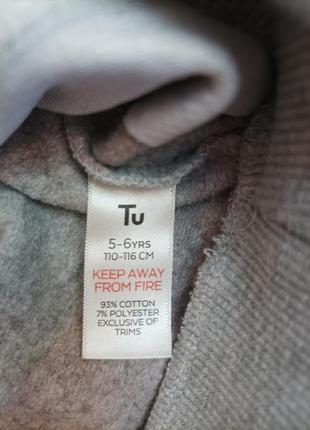 Tu
5-6YRS
110-116 CM
KEEP AWAY
FROM FIRE
93% COTTON
7% POLYESTER
EXCLUSIVE OF
TRIMS